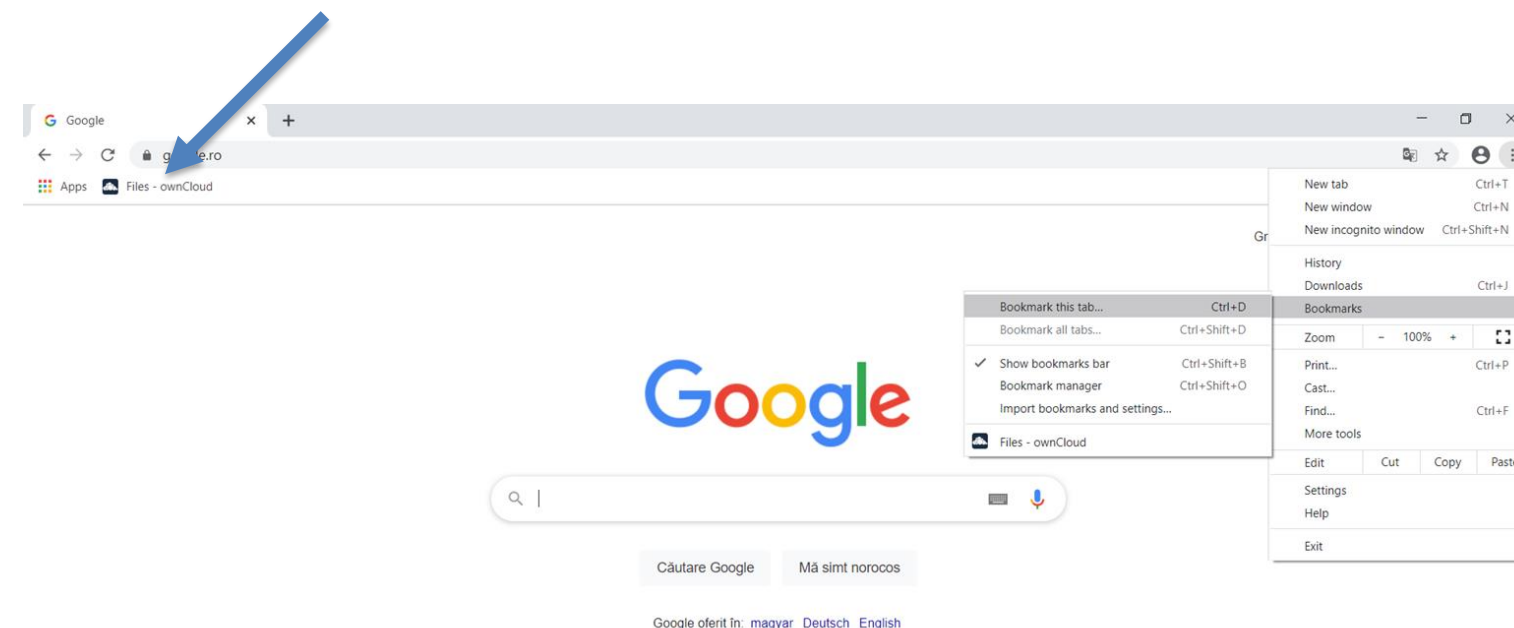 Google
Apps Files - ownCloud
New tab Ctrl+T
New window Ctrl+N
New incognito window Ctrl+Shift+N
History
Downloads Ctrl+J
Bookmarks
Zoom - 100% +
Print... Ctrl+P
Cast...
Find... Ctrl+F
More tools
Edit Cut Copy
Settings
Help
Exit
Bookmark this tab... Ctrl+D
Bookmark all tabs... Ctrl+Shift+D
Show bookmarks bar Ctrl+Shift+B
Bookmark manager Ctrl+Shift+O
Import bookmarks and settings...
Files - ownCloud
Google
Căutare Google Mă simt norocos
Google oferit în: magyar Deutsch English